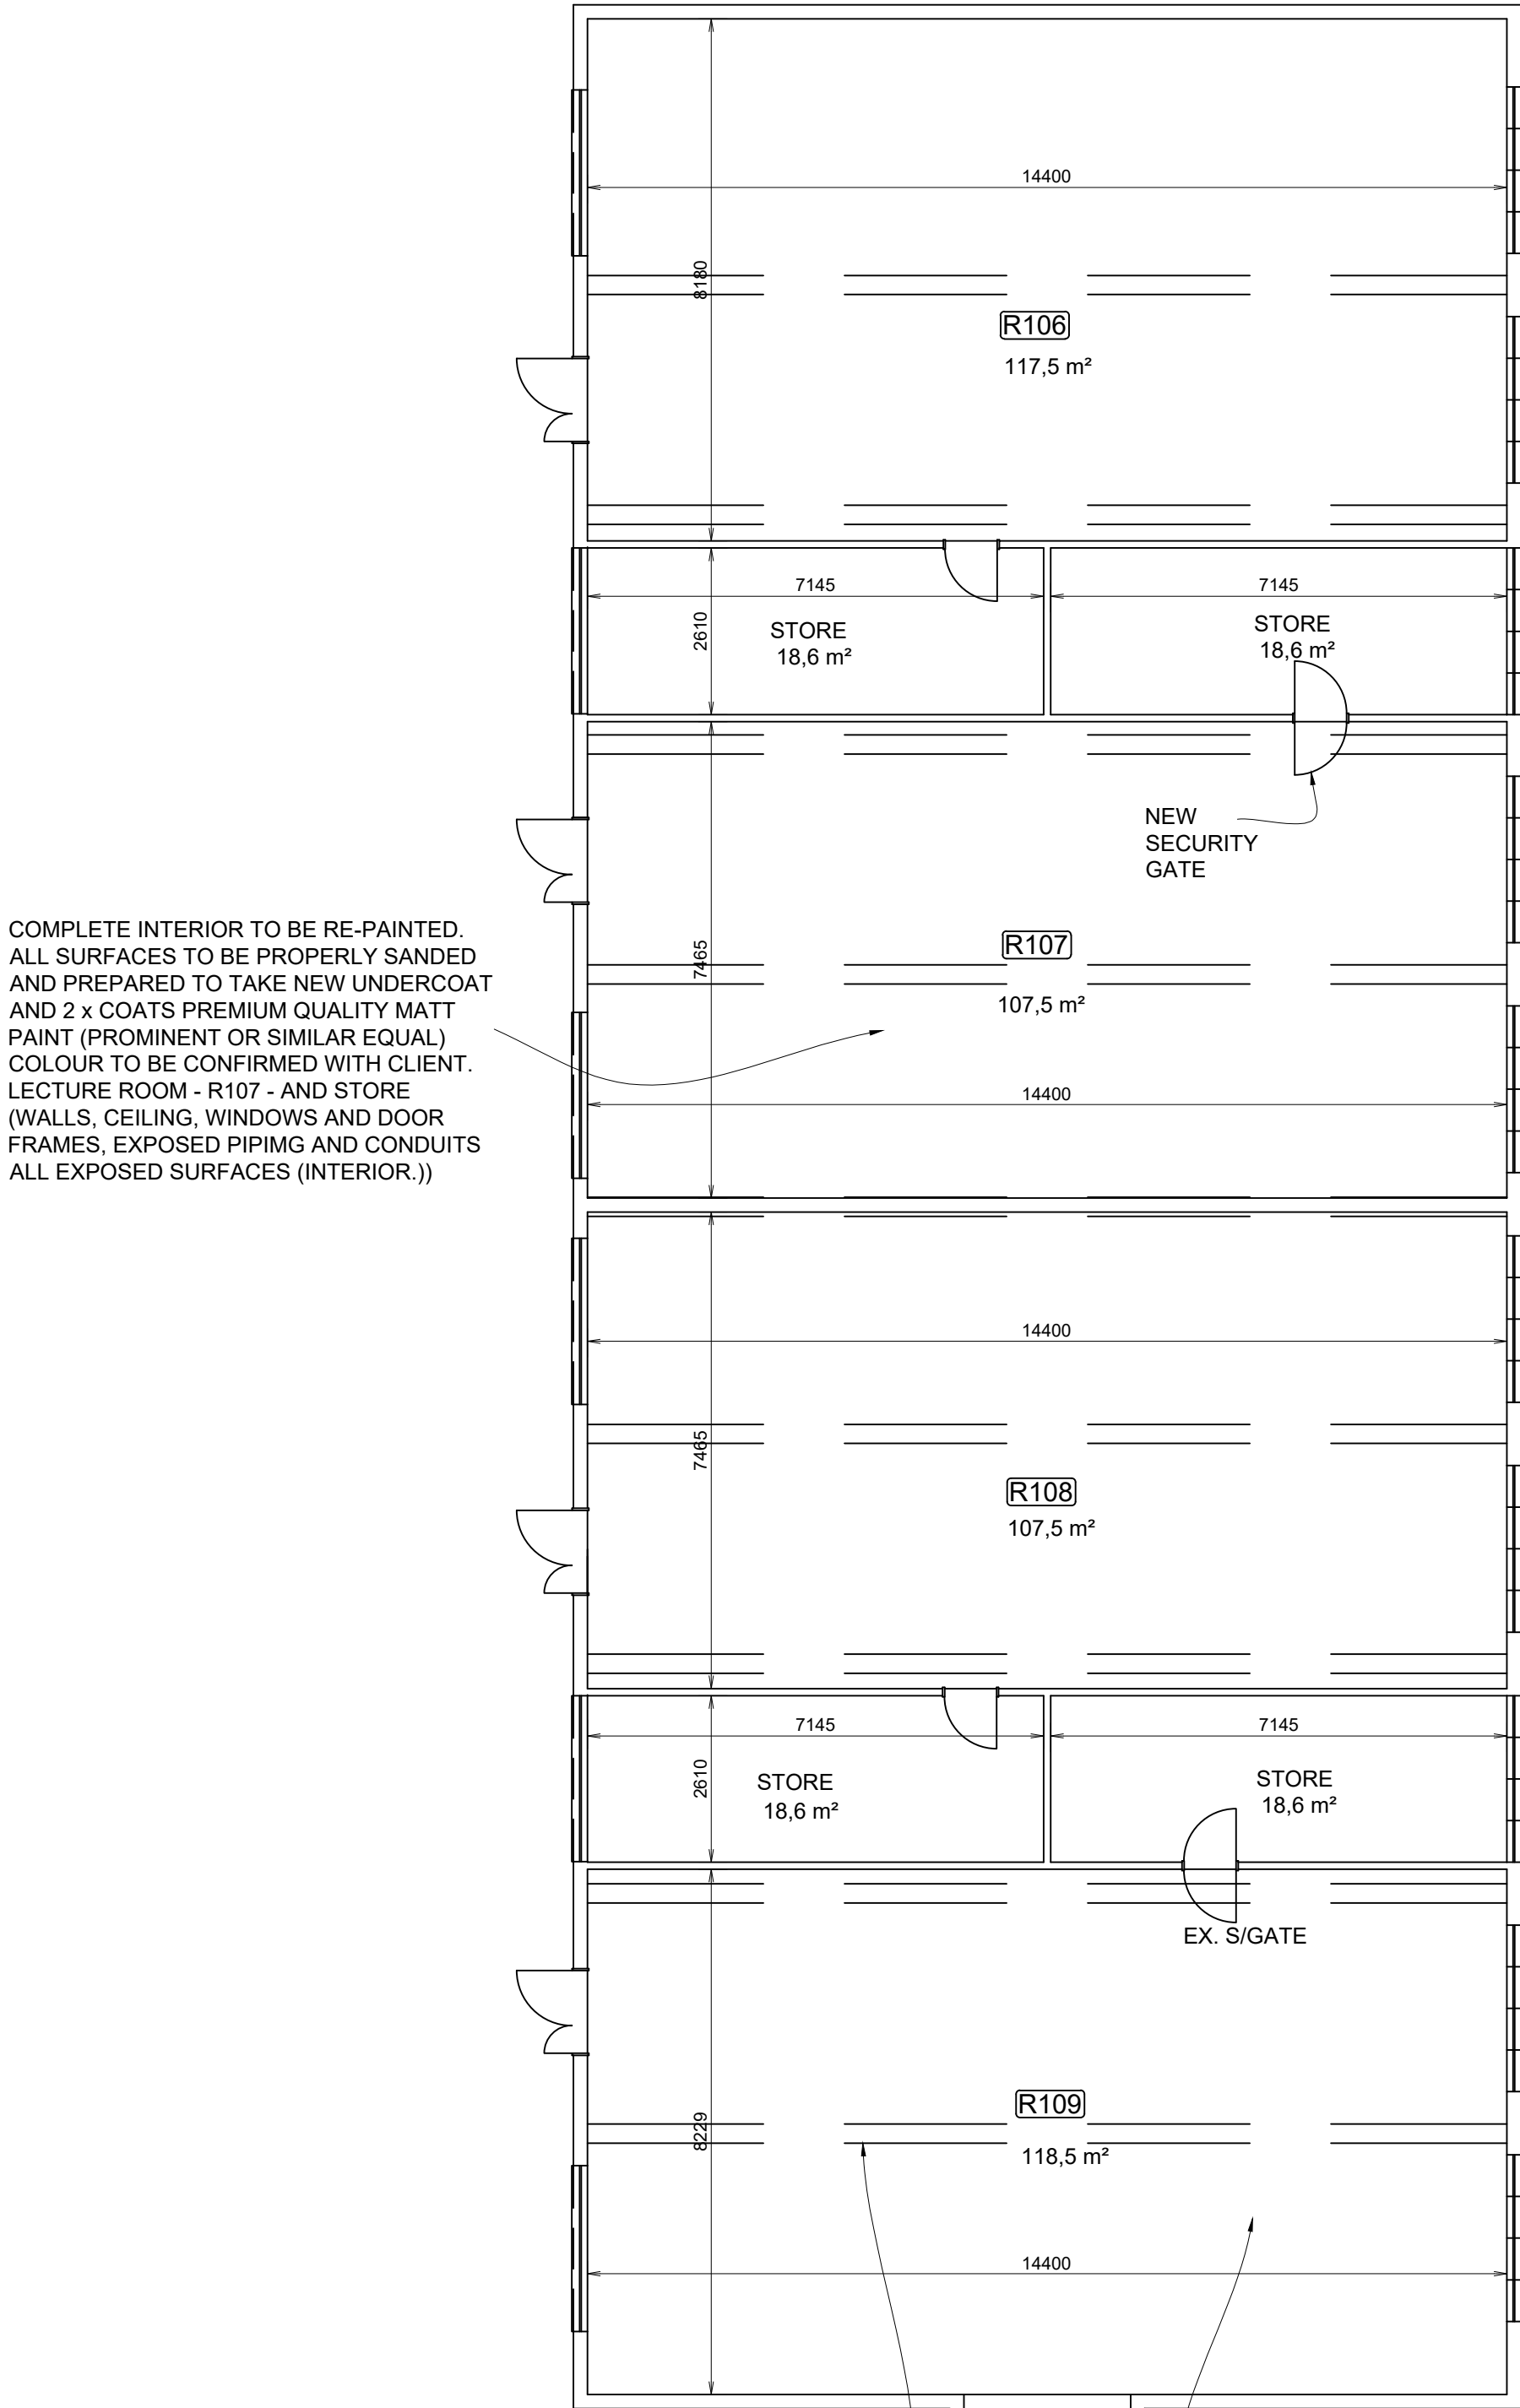 14400
8180
R106
117,5 m²
7145
7145
2610
STORE
18,6 m²
STORE
18,6 m²
NEW
SECURITY
GATE
COMPLETE INTERIOR TO BE RE-PAINTED.
ALL SURFACES TO BE PROPERLY SANDED
AND PREPARED TO TAKE NEW UNDERCOAT
AND 2 x COATS PREMIUM QUALITY MATT
PAINT (PROMINENT OR SIMILAR EQUAL)
COLOUR TO BE CONFIRMED WITH CLIENT.
LECTURE ROOM - R107 - AND STORE
(WALLS, CEILING, WINDOWS AND DOOR
FRAMES, EXPOSED PIPIMG AND CONDUITS
ALL EXPOSED SURFACES (INTERIOR.))
7465
R107
107,5 m²
14400
14400
7465
R108
107,5 m²
7145
7145
2610
STORE
18,6 m²
STORE
18,6 m²
EX. S/GATE
R109
8229
118,5 m²
14400